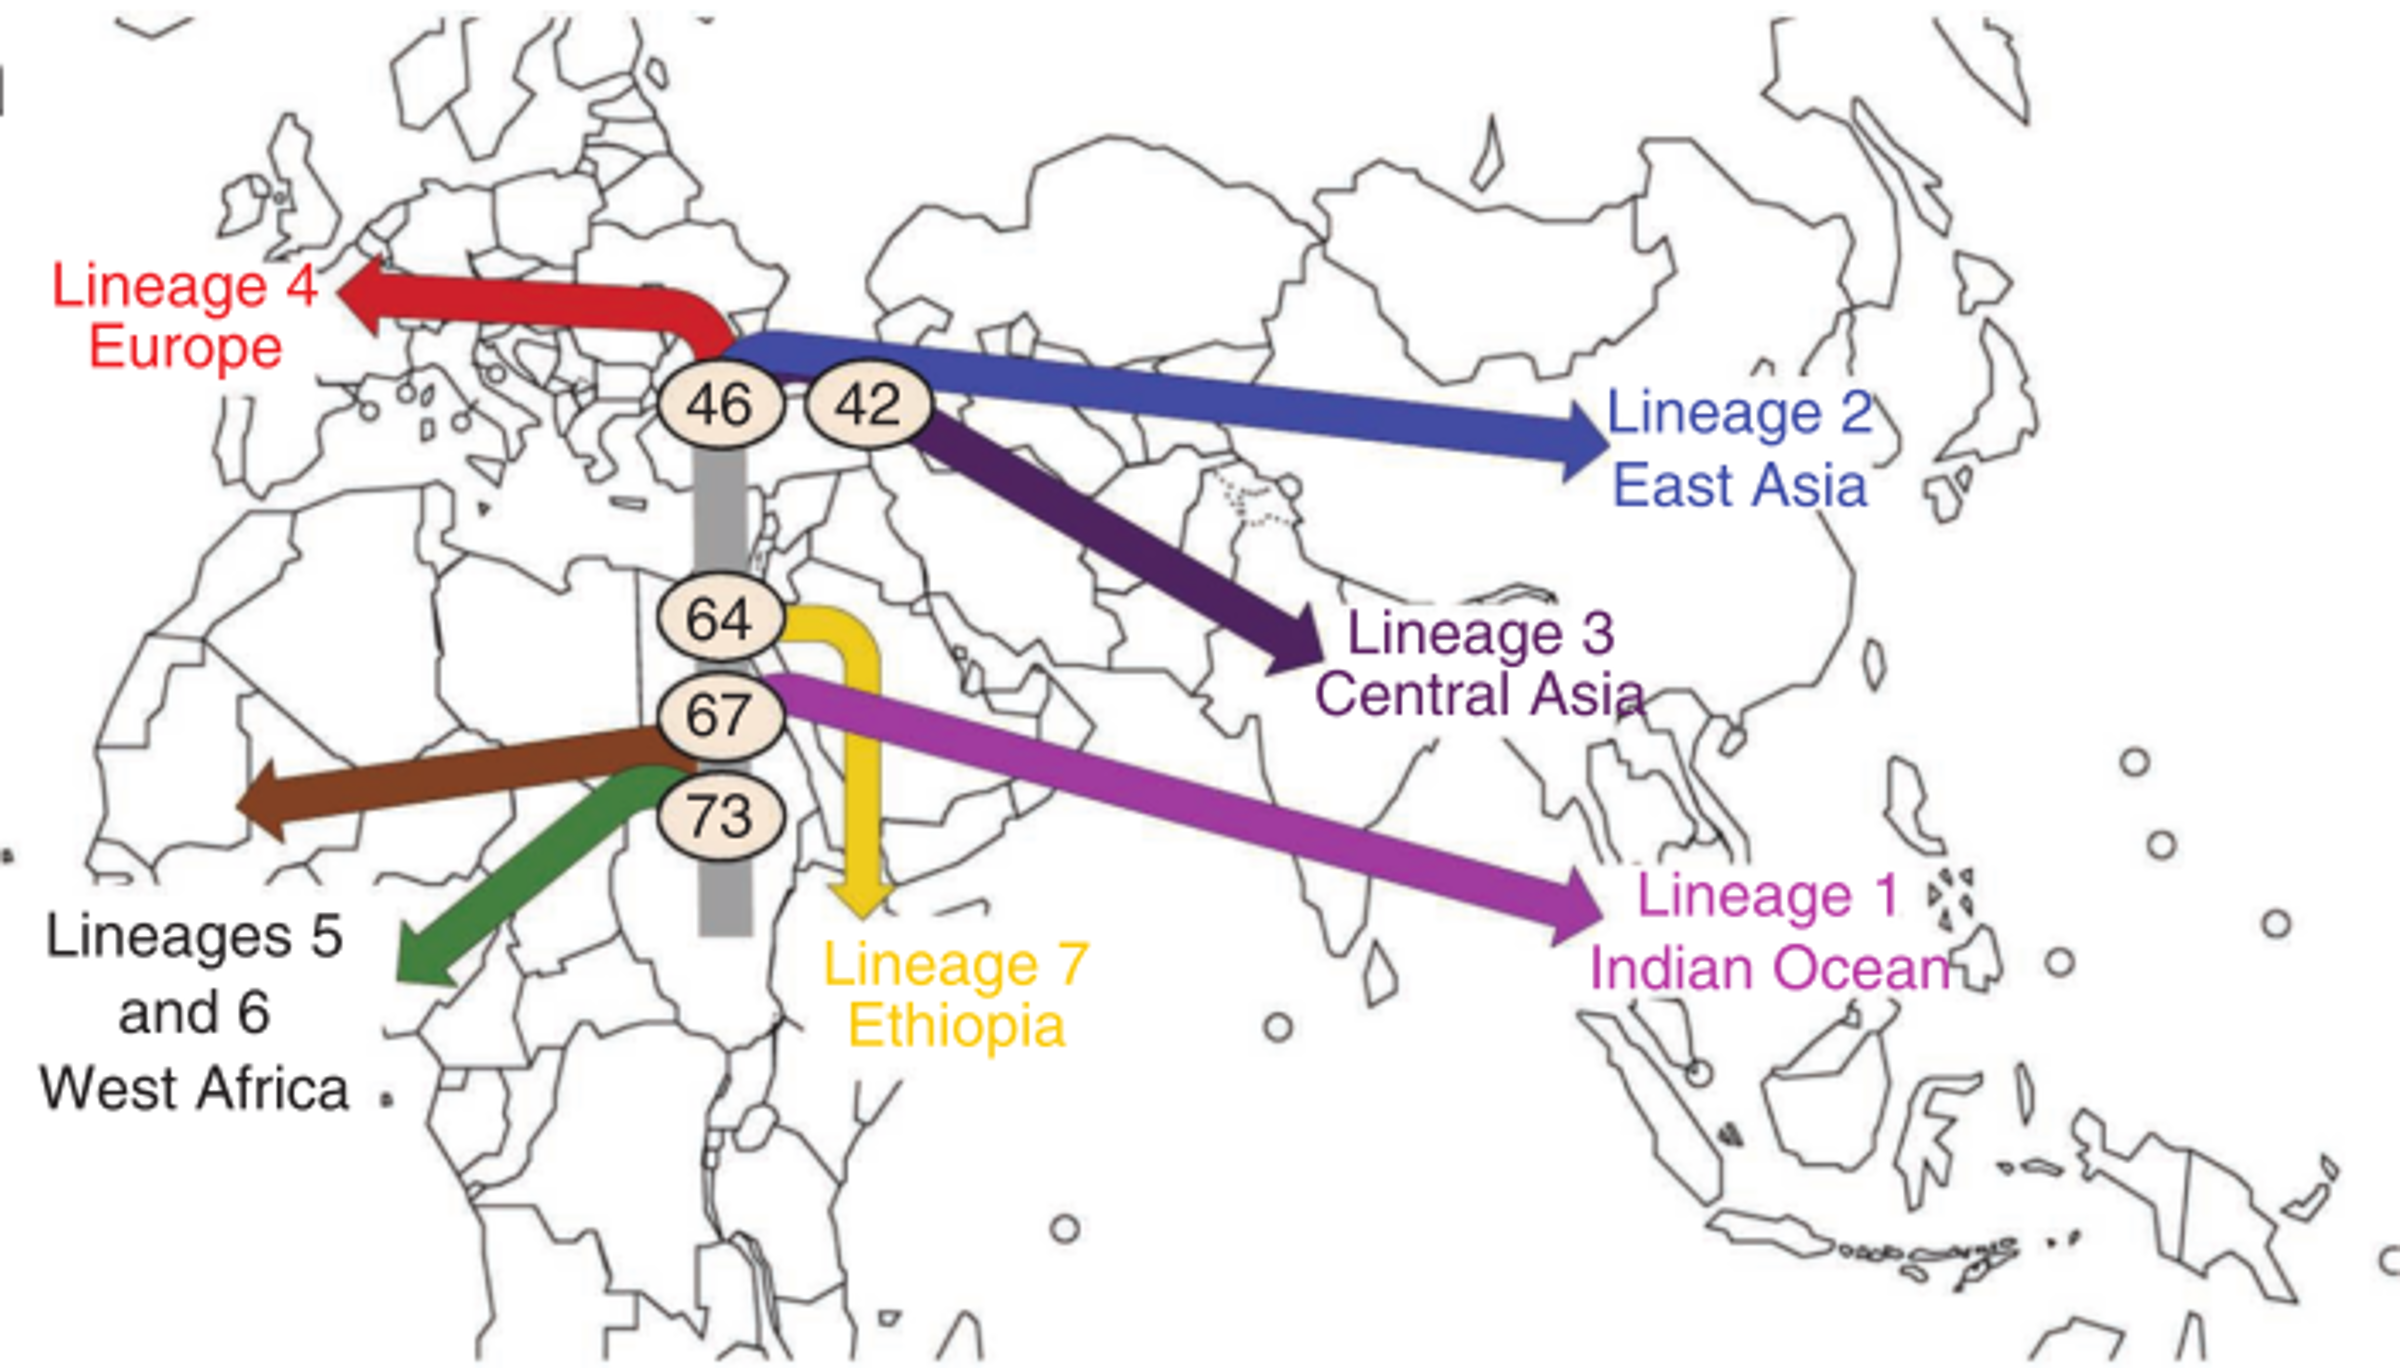 Lineage 4
Europe
46
42
Lineage 2
East Asia
64
Lineage 3
Central Asia
67
73
Lineage 1
Indian Ocean
Lineages 5
and 6
West Africa
Lineage 7
Ethiopia